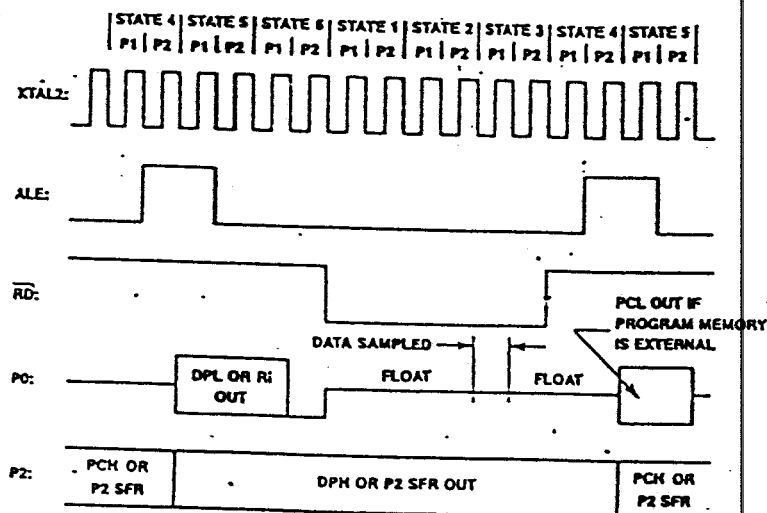 STATE 4 STATE 5 STATE 6 STATE 1 STATE 2 STATE 3 STATE 4 STATE 5
P1 P2 P1 P2 P1 P2 P1 P2 P1 P2 P1 P2 P1 P2 P1 P2
XTAL2:
ALE:
RD:
PCL OUT IF
PROGRAM MEMORY
IS EXTERNAL
DATA SAMPLED
P0:
DPL OR Ri
OUT
FLOAT
FLOAT
P2:
PCH OR
P2 SFR
DPH OR P2 SFR OUT
PCH OR
P2 SFR